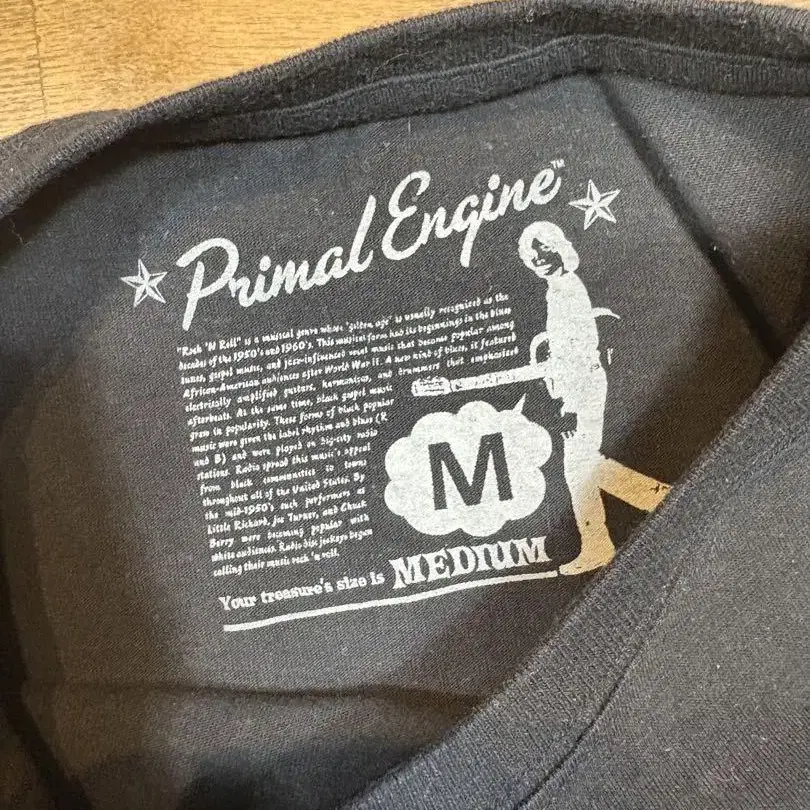 Primal Engine™
"Rock 'N Roll" is a musical genre whose 'golden age' is usually recognized as the
decades of the 1950's and 1960's. This musical form had its beginnings in the blues
tunes, gospel music, and jazz-influenced vocal music that became popular among
African-American audiences after World War II. A new kind of blues, it featured
electrically amplified guitars, harmonicas, and drummers that emphasized
afterbeats. At the same time, black gospel music
grew in popularity. These forms of black popular
music were given the label rhythm and blues (R
and B) and were played on big-city radio
stations. Radio spread this music's appeal
from black communities to towns
throughout all of the United States. By
the mid-1950's such performers as
Little Richard, Joe Turner, and Chuck
Berry were becoming popular with
white audiences. Radio disc jockeys began
calling their music rock 'n roll.
M
Your treasure's size is MEDIUM